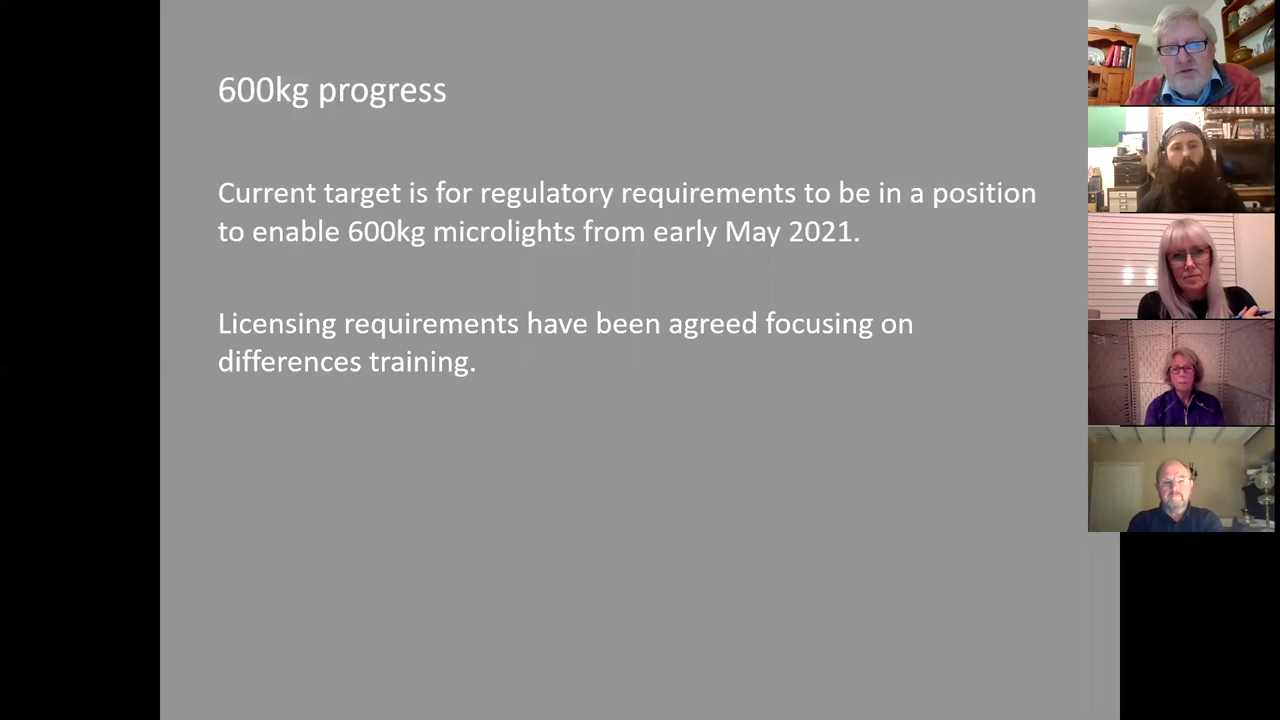 600kg progress
Current target is for regulatory requirements to be in a position
to enable 600kg microlights from early May 2021.
Licensing requirements have been agreed focusing on
differences training.